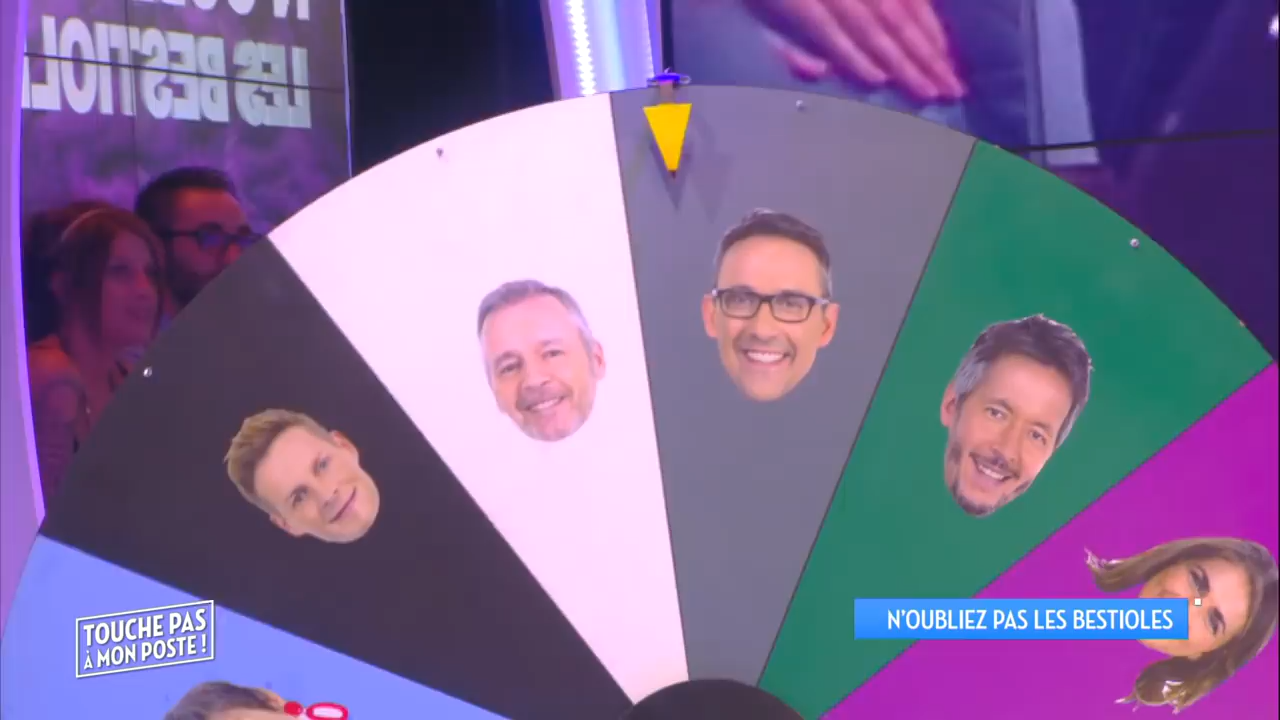 LES BESTIOL
TOUCHE PAS
À MON POSTE !
N'OUBLIEZ PAS LES BESTIOLES